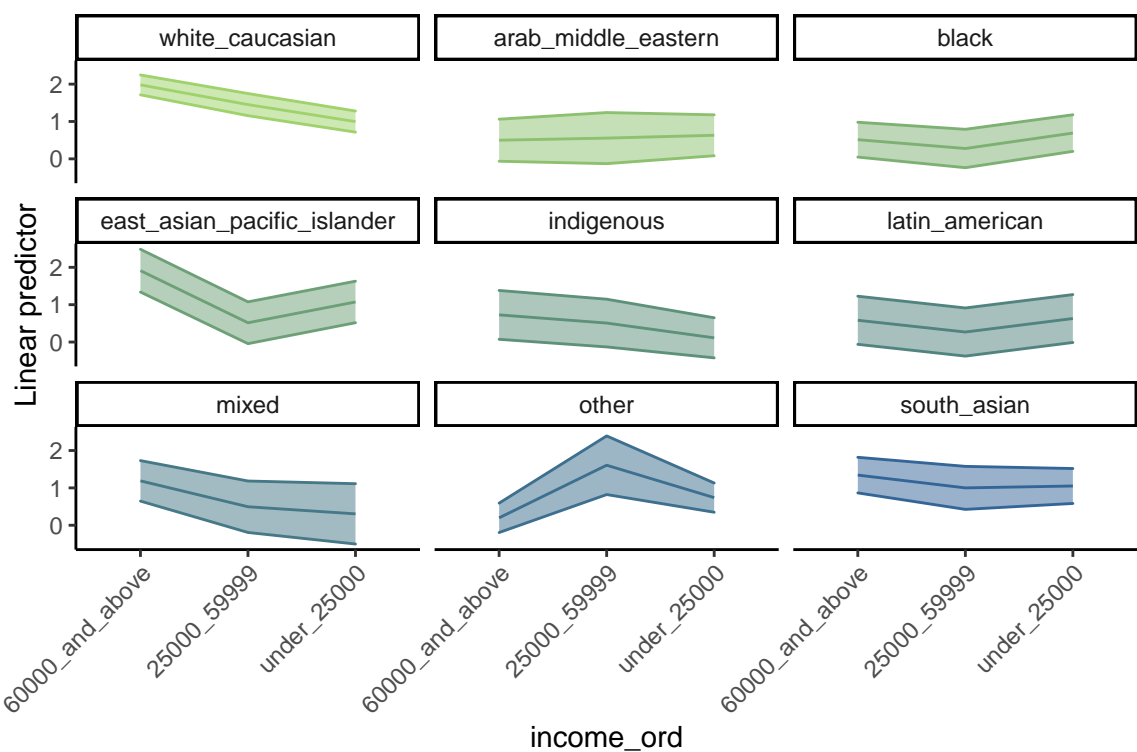 white_caucasian
arab_middle_eastern
black
2
1
0
east_asian_pacific_islander
indigenous
latin_american
2
1
0
Linear predictor
mixed
other
south_asian
2
1
0
60000_and_above
25000_59999
under_25000
60000_and_above
25000_59999
under_25000
60000_and_above
25000_59999
under_25000
income_ord